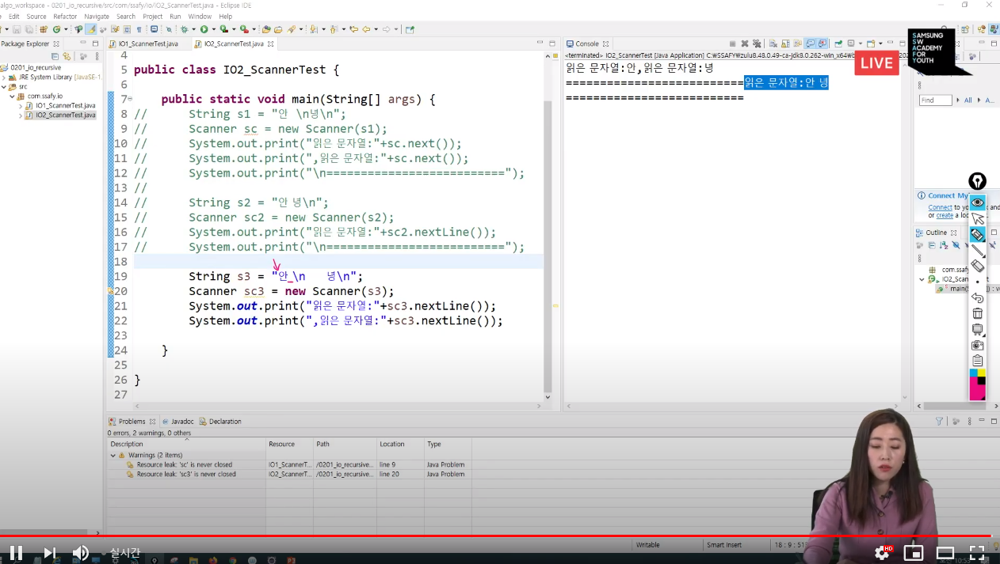 algo_workspace - 0201_io_recursive/src/com/ssafy/io/IO2_ScannerTest.java - Eclipse IDE
Edit Source Refactor Navigate Search Project Run Window Help
Package Explorer
IO1_ScannerTest.java
IO2_ScannerTest.java
Console
0201_io_recursive
JRE System Library [JavaSE-1.
src
com.ssafy.io
IO1_ScannerTest.java
IO2_ScannerTest.java
4
5 public class IO2_ScannerTest {
6
7 public static void main(String[] args) {
8 // String s1 = "안 \n녕\n";
9 // Scanner sc = new Scanner(s1);
10 // System.out.print("읽은 문자열:"+sc.next());
11 // System.out.print(",읽은 문자열:"+sc.next());
12 // System.out.print("\n==========================");
13 //
14 // String s2 = "안 녕\n";
15 // Scanner sc2 = new Scanner(s2);
16 // System.out.print("읽은 문자열:"+sc2.nextLine());
17 // System.out.print("\n==========================");
18
19 String s3 = "안 \n 녕\n";
20 Scanner sc3 = new Scanner(s3);
21 System.out.print("읽은 문자열:"+sc3.nextLine());
22 System.out.print(",읽은 문자열:"+sc3.nextLine());
23
24 }
25
26 }
27
<terminated> IO2_ScannerTest [Java Application] C:₩SSAFY₩zulu8.48.0.49-ca-jdk8.0.262-win_x64₩
읽은 문자열:안,읽은 문자열:녕
==========================읽은 문자열:안 녕
==========================
LIVE
SAMSUNG
SW
ACADEMY
FOR
YOUTH
Find
All
A...
Connect My
Connect to yo and
or create a loc
Outline
com.ssafy
IO2_Scan st
main(St ) : v
Problems
Javadoc
Declaration
0 errors, 2 warnings, 0 others
Description Resource Path Location Type
Warnings (2 items)
Resource leak: 'sc' is never closed IO1_ScannerT... /0201_io_recursive... line 9 Java Problem
Resource leak: 'sc3' is never closed IO2_ScannerT... /0201_io_recursive... line 20 Java Problem
Writable
Smart Insert
18 : 9 : 51
실시간
HD